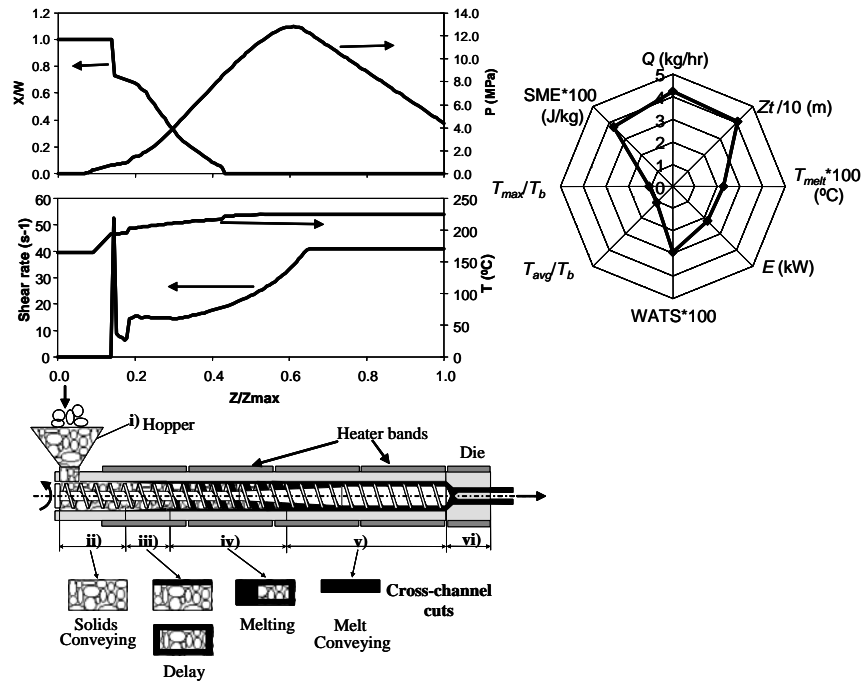 1.2
1.0
0.8
0.6
0.4
0.2
0.0
X/W
14.0
12.0
10.0
8.0
6.0
4.0
2.0
0.0
P (MPa)
60
50
40
30
20
10
0
Shear rate (s-1)
250
200
150
100
50
0
T (ºC)
0.0
0.2
0.4
0.6
0.8
1.0
Z/Zmax
Q (kg/hr)
5
4
3
2
1
0
Zt /10 (m)
Tmelt*100
(ºC)
E (kW)
WATS*100
Tavg/Tb
Tmax/Tb
SME*100
(J/kg)
i) Hopper
Heater bands
Die
ii)
iii)
iv)
v)
vi)
Solids
Conveying
Delay
Melting
Melt
Conveying
Cross-channel
cuts